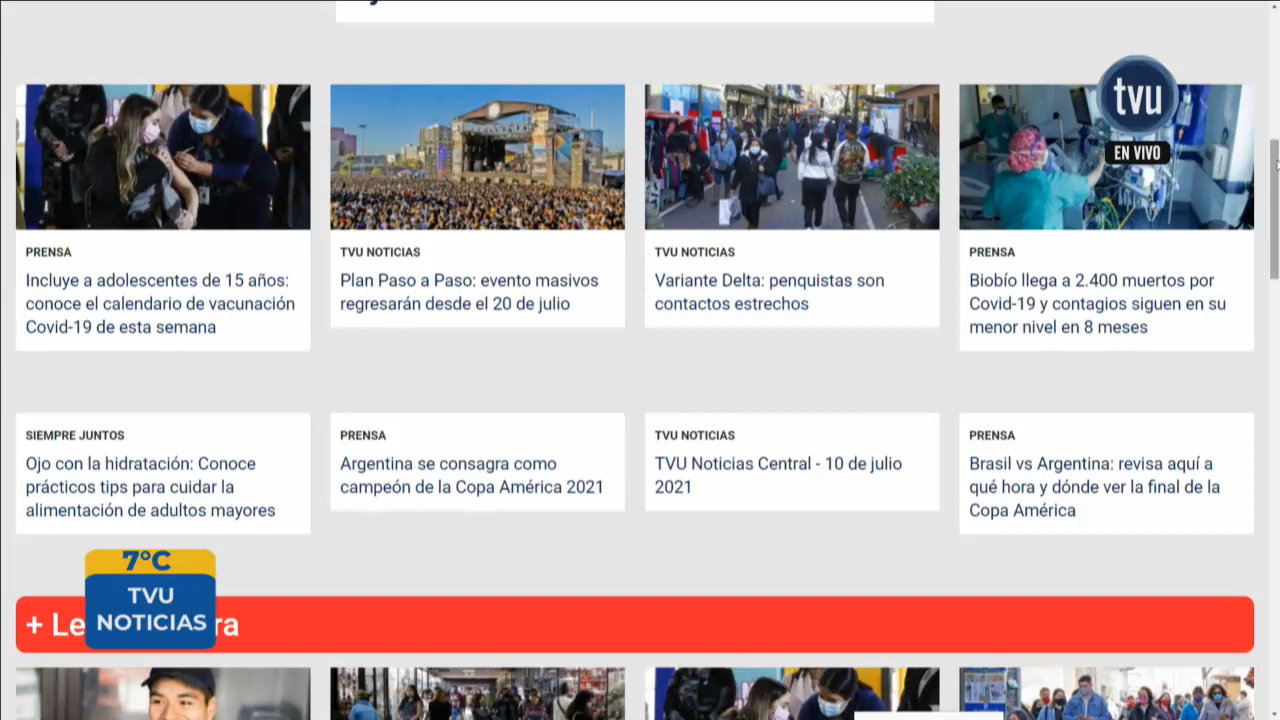 tvu
EN VIVO
PRENSA
Incluye a adolescentes de 15 años:
conoce el calendario de vacunación
Covid-19 de esta semana
TVU NOTICIAS
Plan Paso a Paso: evento masivos
regresarán desde el 20 de julio
TVU NOTICIAS
Variante Delta: penquistas son
contactos estrechos
PRENSA
Biobío llega a 2.400 muertos por
Covid-19 y contagios siguen en su
menor nivel en 8 meses
SIEMPRE JUNTOS
Ojo con la hidratación: Conoce
prácticos tips para cuidar la
alimentación de adultos mayores
PRENSA
Argentina se consagra como
campeón de la Copa América 2021
TVU NOTICIAS
TVU Noticias Central - 10 de julio
2021
PRENSA
Brasil vs Argentina: revisa aquí a
qué hora y dónde ver la final de la
Copa América
7°C
TVU
NOTICIAS